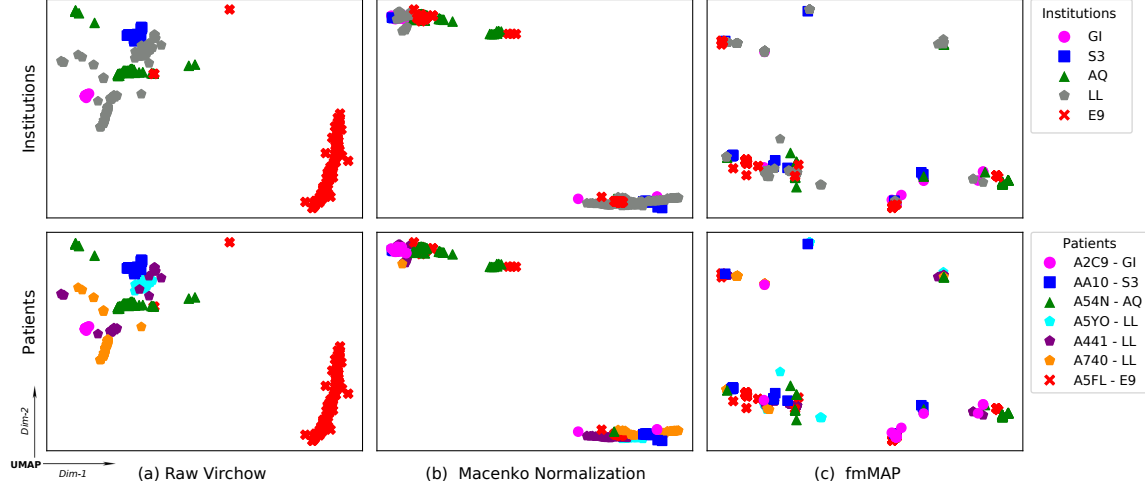 Institutions
Institutions
GI
S3
AQ
LL
E9
Patients
Patients
A2C9 - GI
AA10 - S3
A54N - AQ
A5YO - LL
A441 - LL
A740 - LL
A5FL - E9
Dim-2
UMAP
Dim-1
(a) Raw Virchow
(b) Macenko Normalization
(c) fmMAP